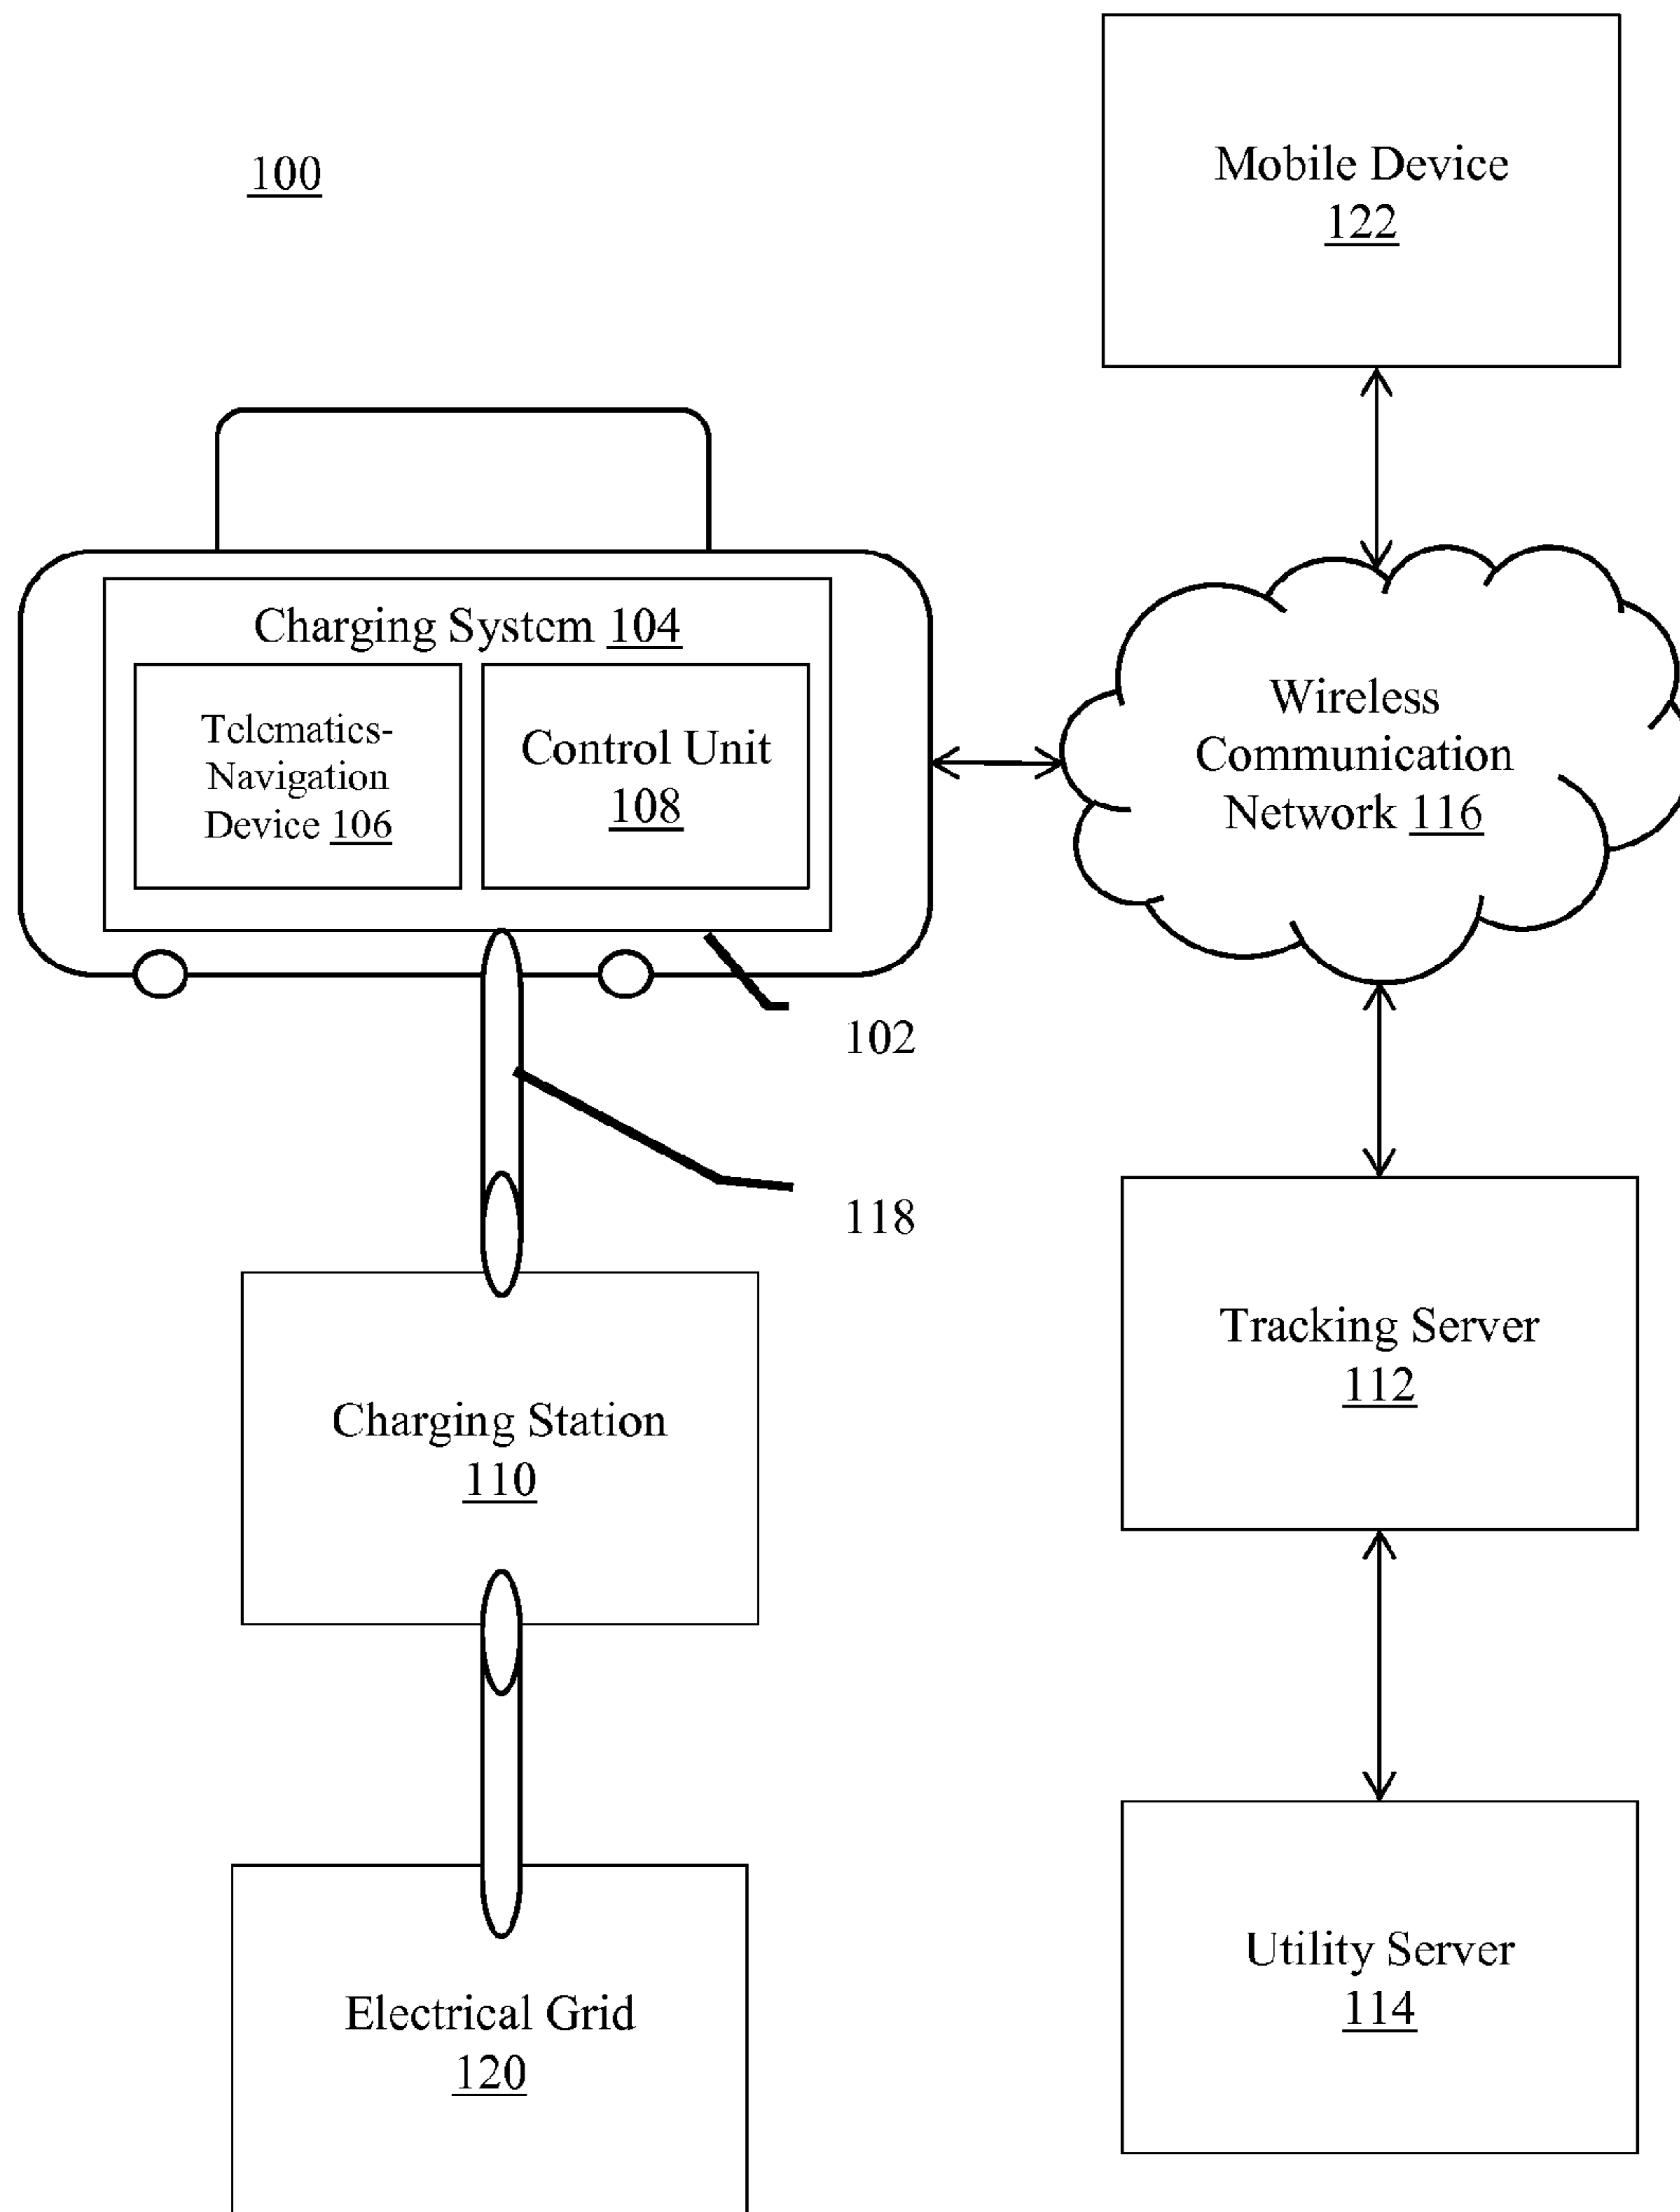 100
Mobile Device
122
Charging System 104
Telematics-
Navigation
Device 106
Control Unit
108
Wireless
Communication
Network 116
102
118
Charging Station
110
Tracking Server
112
Electrical Grid
120
Utility Server
114